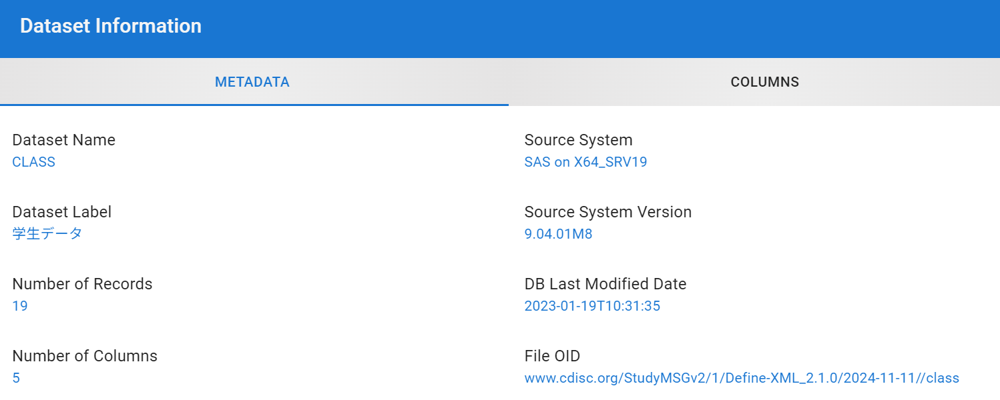 Dataset Information
METADATA
COLUMNS
Dataset Name
CLASS
Source System
SAS on X64_SRV19
Dataset Label
学生データ
Source System Version
9.04.01M8
Number of Records
19
DB Last Modified Date
2023-01-19T10:31:35
Number of Columns
5
File OID
www.cdisc.org/StudyMSGv2/1/Define-XML_2.1.0/2024-11-11//class